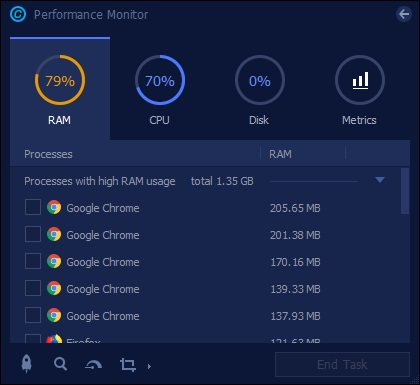 Performance Monitor
79% 70% 0%
RAM CPU Disk Metrics
Processes RAM
Processes with high RAM usage total 1.35 GB
Google Chrome 205.65 MB
Google Chrome 201.38 MB
Google Chrome 170.16 MB
Google Chrome 139.33 MB
Google Chrome 137.93 MB
Firefox 121.63 MB
End Task